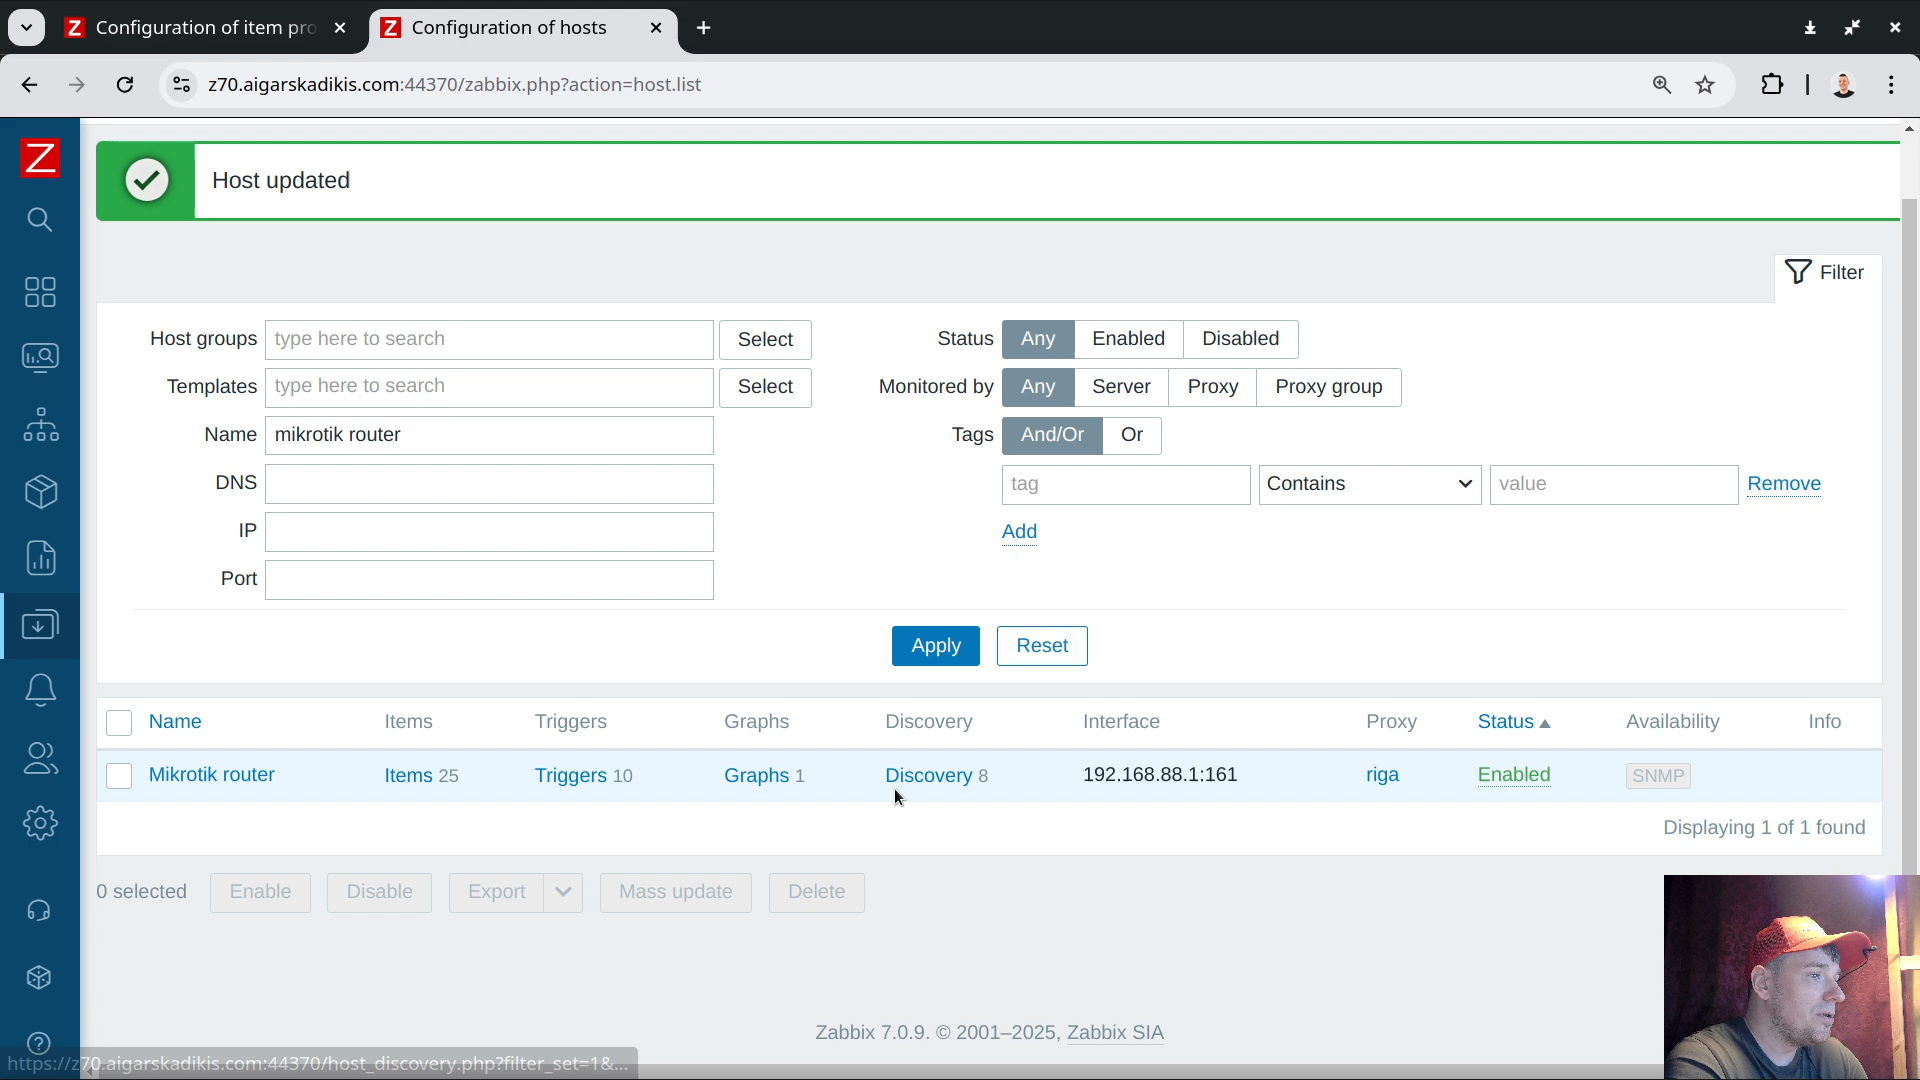 Configuration of item pro
Configuration of hosts
z70.aigarskadikis.com:44370/zabbix.php?action=host.list
Z
Host updated
Filter
Host groups type here to search Select
Status Any Enabled Disabled
Templates type here to search Select
Monitored by Any Server Proxy Proxy group
Name mikrotik router
Tags And/Or Or
DNS
tag Contains value Remove
IP
Add
Port
Apply Reset
Name Items Triggers Graphs Discovery Interface Proxy Status Availability Info
Mikrotik router Items 25 Triggers 10 Graphs 1 Discovery 8 192.168.88.1:161 riga Enabled SNMP
Displaying 1 of 1 found
0 selected Enable Disable Export Mass update Delete
Zabbix 7.0.9. © 2001–2025, Zabbix SIA
https://z70.aigarskadikis.com:44370/host_discovery.php?filter_set=1&...